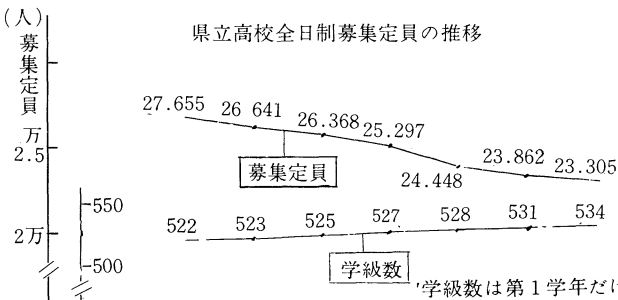 県立高校全日制募集定員の推移
(人)
募集定員
万
2.5
2万
550
500
27.655 26 641 26.368 25.297 24.448 23.862 23.305
募集定員
522 523 525 527 528 531 534
学級数
'学級数は第1学年だけ